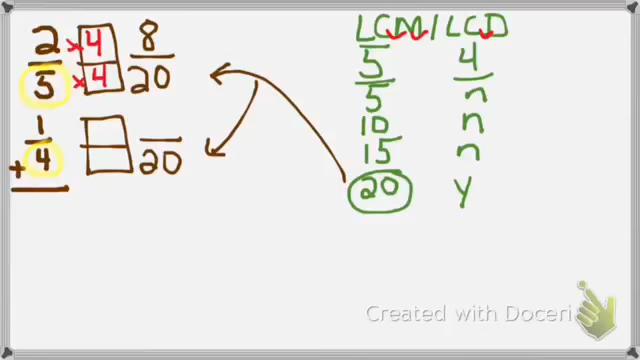 LCM/LCD
2/5 ×4/×4 8/20
+ 1/4 /20
5 4
5 n
10 n
15 n
20 y
Created with Doceri